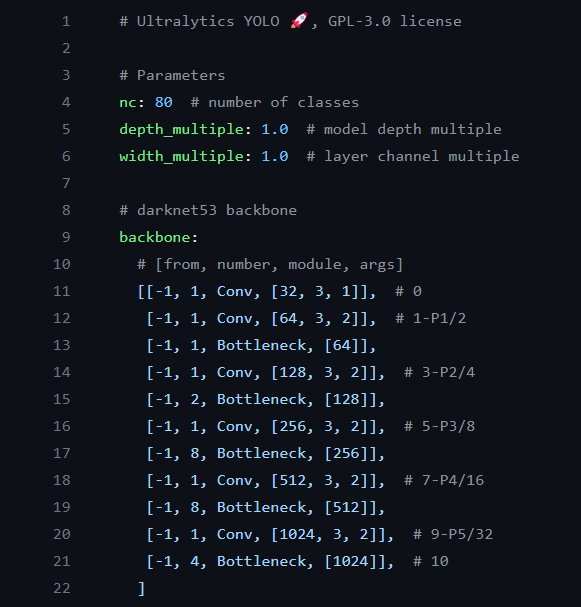 1 # Ultralytics YOLO 🚀, GPL-3.0 license
2
3 # Parameters
4 nc: 80  # number of classes
5 depth_multiple: 1.0  # model depth multiple
6 width_multiple: 1.0  # layer channel multiple
7
8 # darknet53 backbone
9 backbone:
10   # [from, number, module, args]
11   [[-1, 1, Conv, [32, 3, 1]],  # 0
12    [-1, 1, Conv, [64, 3, 2]],  # 1-P1/2
13    [-1, 1, Bottleneck, [64]],
14    [-1, 1, Conv, [128, 3, 2]],  # 3-P2/4
15    [-1, 2, Bottleneck, [128]],
16    [-1, 1, Conv, [256, 3, 2]],  # 5-P3/8
17    [-1, 8, Bottleneck, [256]],
18    [-1, 1, Conv, [512, 3, 2]],  # 7-P4/16
19    [-1, 8, Bottleneck, [512]],
20    [-1, 1, Conv, [1024, 3, 2]],  # 9-P5/32
21    [-1, 4, Bottleneck, [1024]],  # 10
22   ]